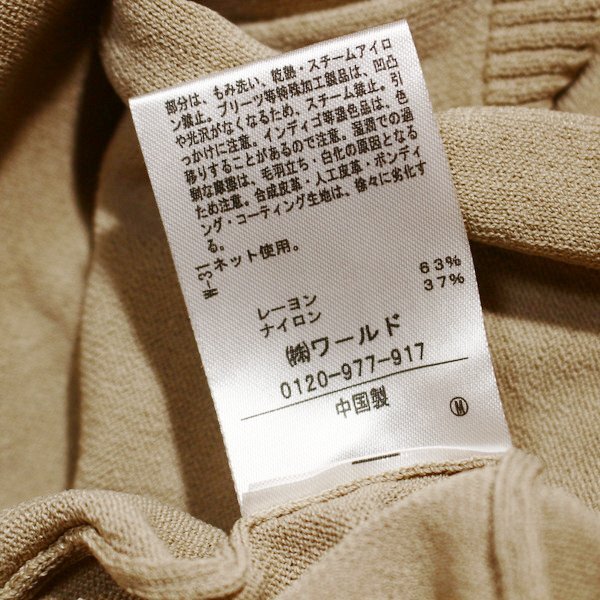 部分は、もみ洗い、乾熱・スチームアイロ
ン禁止。プリーツ等特殊加工製品は、凹凸
や光沢がなくなるため、スチーム禁止。引
っかけに注意。インディゴ等濃色品は、色
移りすることがあるので注意。湿潤での過
剰な摩擦は、毛羽立ち・白化の原因となる
ため注意。合成皮革・人工皮革・ボンディ
ング・コーティング生地は、徐々に劣化す
る。
W-31
ネット使用。
レーヨン 63%
ナイロン 37%
㈱ワールド
0120-977-917
中国製
M